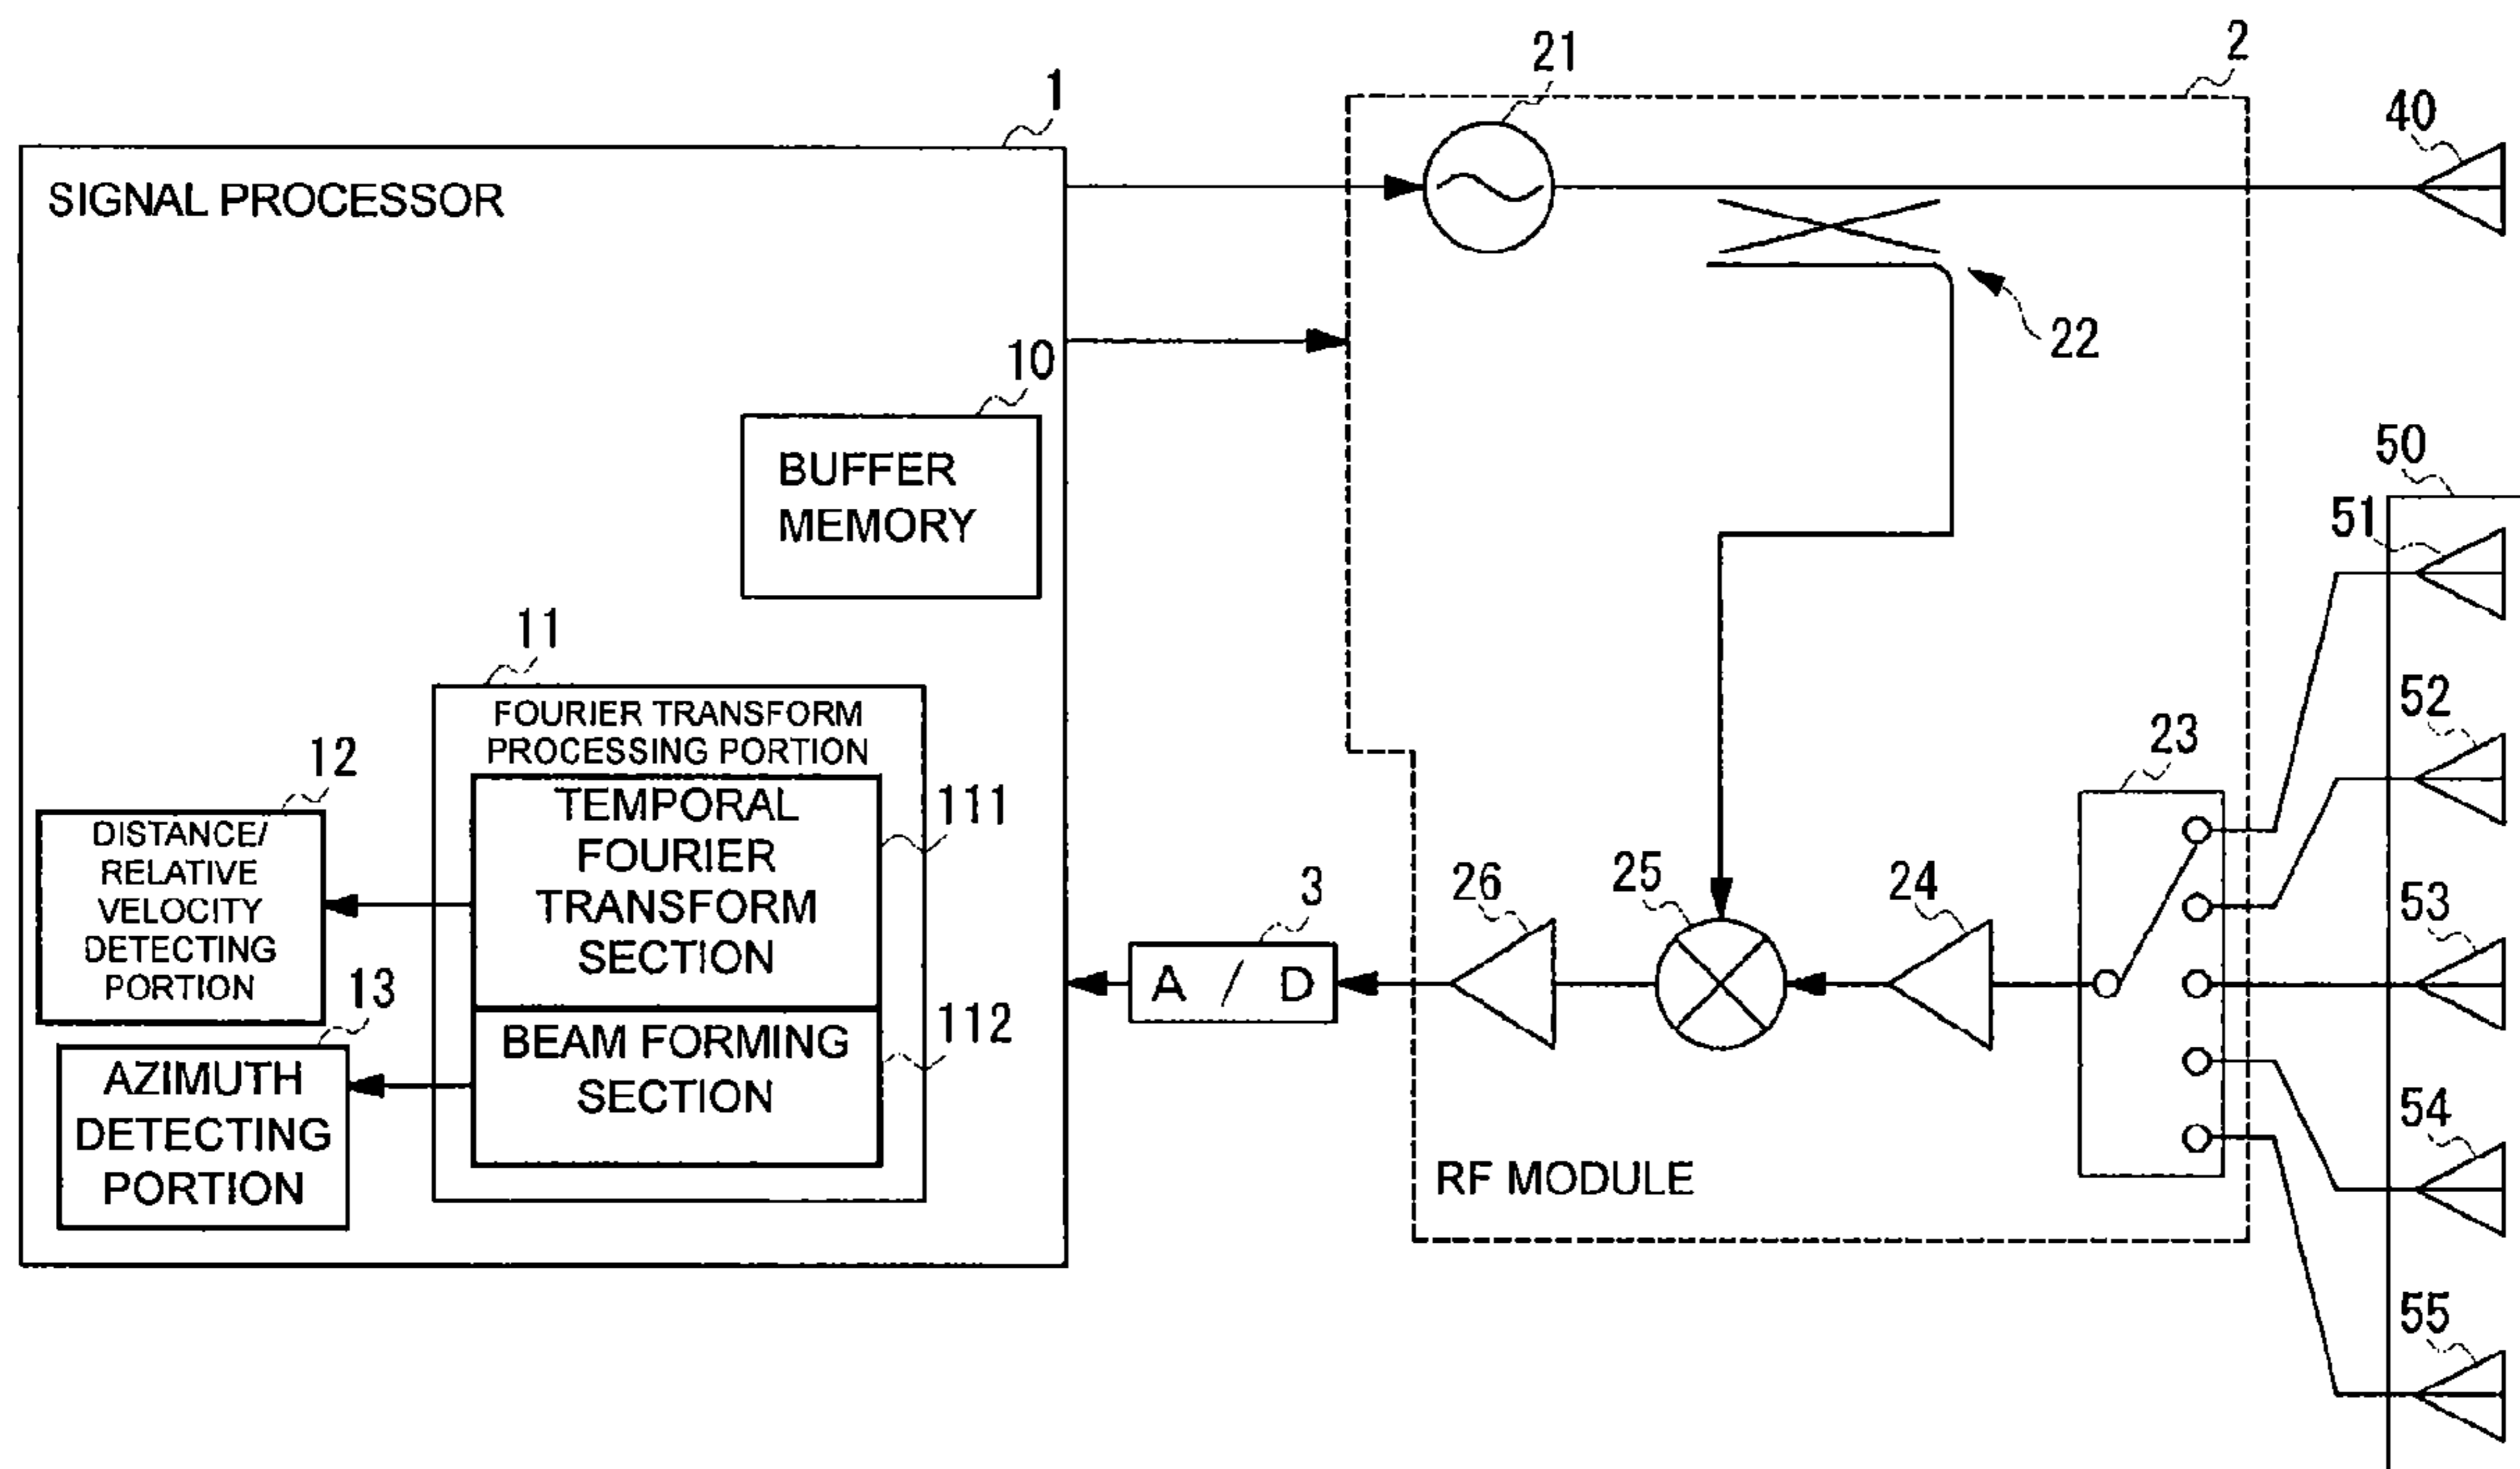 1
SIGNAL PROCESSOR
10
BUFFER
MEMORY
11
FOURIER TRANSFORM
PROCESSING PORTION
111
TEMPORAL
FOURIER
TRANSFORM
SECTION
112
BEAM FORMING
SECTION
12
DISTANCE/
RELATIVE
VELOCITY
DETECTING
PORTION
13
AZIMUTH
DETECTING
PORTION
2
21
22
40
50
51
52
53
54
55
23
24
25
26
3
A / D
RF MODULE